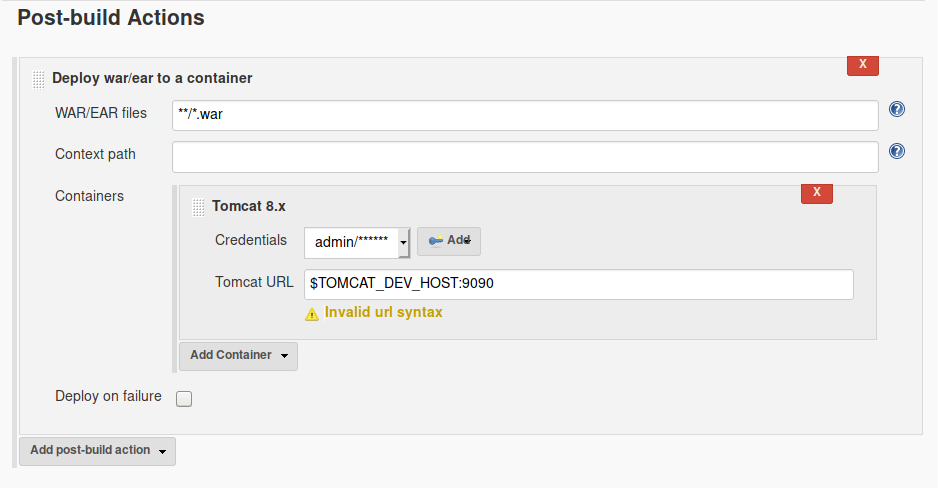 Post-build Actions
X
Deploy war/ear to a container
WAR/EAR files **/*.war ?
Context path ?
Containers
X
Tomcat 8.x
Credentials admin/****** Add
Tomcat URL $TOMCAT_DEV_HOST:9090
Invalid url syntax
Add Container
Deploy on failure
Add post-build action